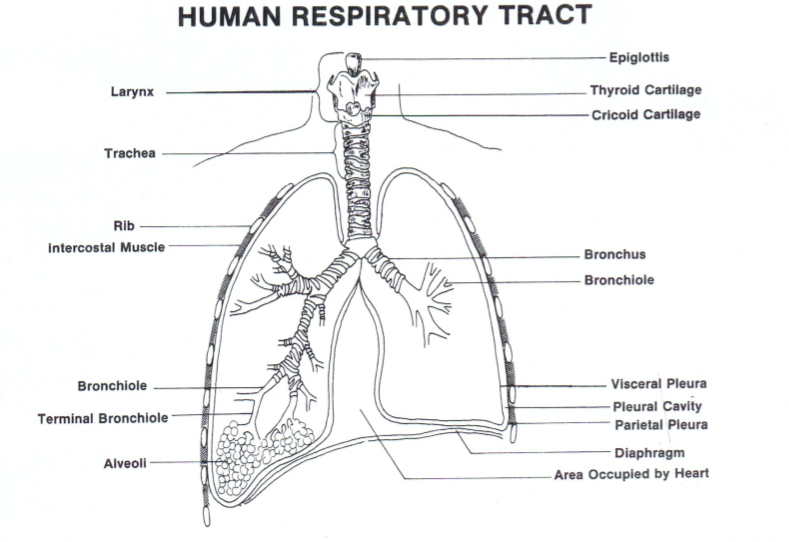 HUMAN RESPIRATORY TRACT
Epiglottis
Larynx
Thyroid Cartilage
Cricoid Cartilage
Trachea
Rib
Intercostal Muscle
Bronchus
Bronchiole
Bronchiole
Visceral Pleura
Pleural Cavity
Terminal Bronchiole
Parietal Pleura
Diaphragm
Alveoli
Area Occupied by Heart